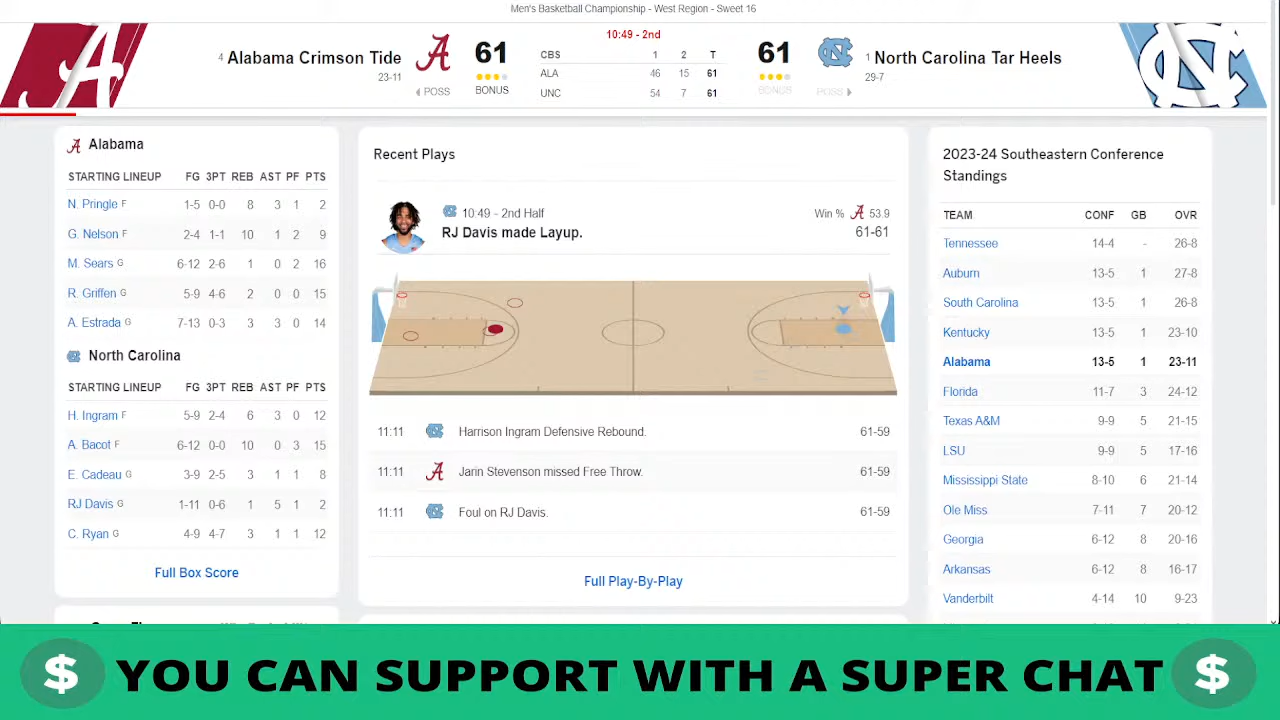 Men's Basketball Championship - West Region - Sweet 16
4 Alabama Crimson Tide
23-11
POSS
61
BONUS
10:49 - 2nd
CBS 1 2 T
ALA 46 15 61
UNC 54 7 61
61
BONUS
POSS
1 North Carolina Tar Heels
29-7
Alabama
STARTING LINEUP FG 3PT REB AST PF PTS
N. Pringle F 1-5 0-0 8 3 1 2
G. Nelson F 2-4 1-1 10 1 2 9
M. Sears G 6-12 2-6 1 0 2 16
R. Griffen G 5-9 4-6 2 0 0 15
A. Estrada G 7-13 0-3 3 3 0 14
North Carolina
STARTING LINEUP FG 3PT REB AST PF PTS
H. Ingram F 5-9 2-4 6 3 0 12
A. Bacot F 6-12 0-0 10 0 3 15
E. Cadeau G 3-9 2-5 3 1 1 8
RJ Davis G 1-11 0-6 1 5 1 2
C. Ryan G 4-9 4-7 3 1 1 12
Full Box Score
Recent Plays
10:49 - 2nd Half
RJ Davis made Layup.
Win % 53.9
61-61
11:11 Harrison Ingram Defensive Rebound. 61-59
11:11 Jarin Stevenson missed Free Throw. 61-59
11:11 Foul on RJ Davis. 61-59
Full Play-By-Play
2023-24 Southeastern Conference
Standings
TEAM CONF GB OVR
Tennessee 14-4 - 26-8
Auburn 13-5 1 27-8
South Carolina 13-5 1 26-8
Kentucky 13-5 1 23-10
Alabama 13-5 1 23-11
Florida 11-7 3 24-12
Texas A&M 9-9 5 21-15
LSU 9-9 5 17-16
Mississippi State 8-10 6 21-14
Ole Miss 7-11 7 20-12
Georgia 6-12 8 20-16
Arkansas 6-12 8 16-17
Vanderbilt 4-14 10 9-23
$ YOU CAN SUPPORT WITH A SUPER CHAT $